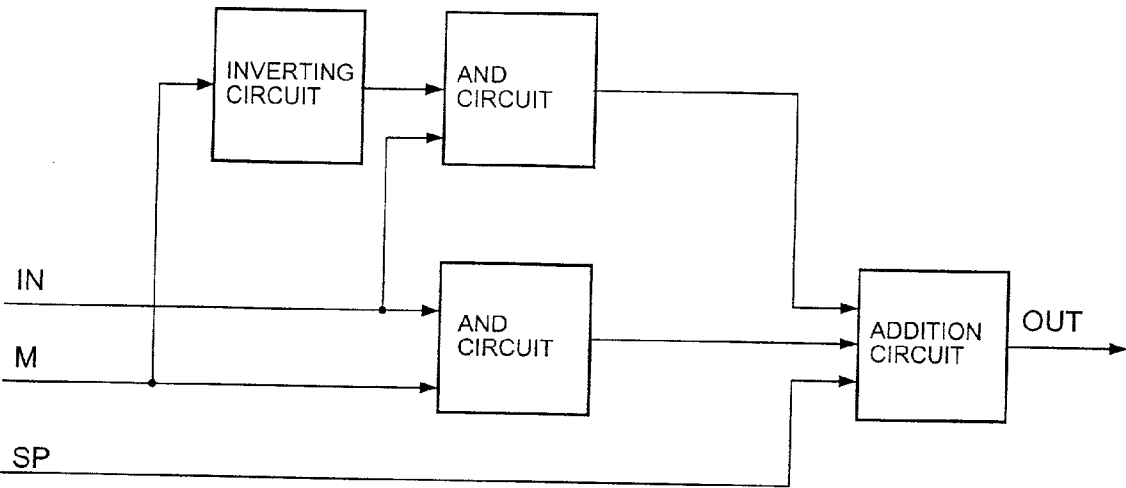 INVERTING
CIRCUIT
AND
CIRCUIT
IN
M
SP
AND
CIRCUIT
ADDITION
CIRCUIT
OUT